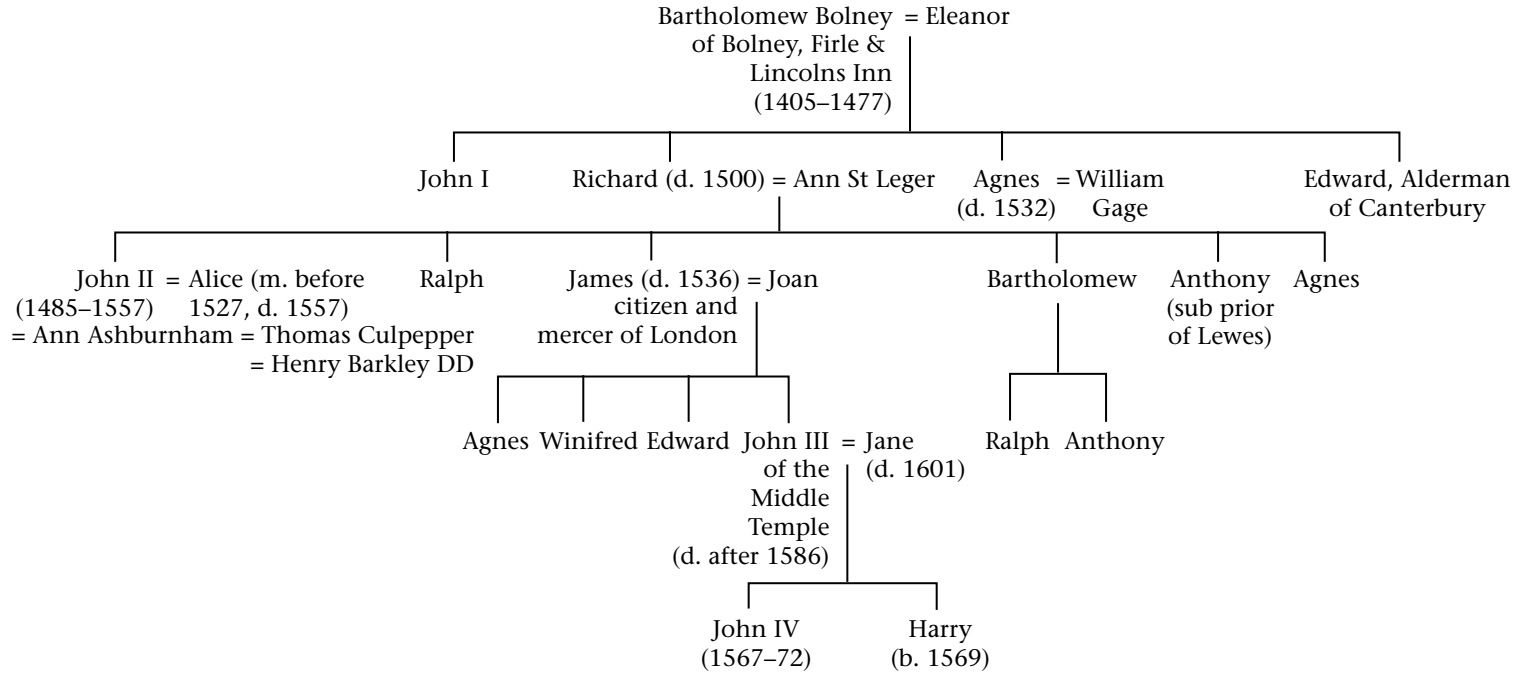 Bartholomew Bolney = Eleanor
of Bolney, Firle &
Lincolns Inn
(1405–1477)
John I
Richard (d. 1500) = Ann St Leger
Agnes = William
(d. 1532) Gage
Edward, Alderman
of Canterbury
John II = Alice (m. before
(1485–1557) 1527, d. 1557)
= Ann Ashburnham = Thomas Culpepper
= Henry Barkley DD
Ralph
James (d. 1536) = Joan
citizen and
mercer of London
Bartholomew
Anthony
(sub prior
of Lewes)
Agnes
Agnes Winifred Edward John III = Jane
of the (d. 1601)
Middle
Temple
(d. after 1586)
Ralph Anthony
John IV
(1567–72)
Harry
(b. 1569)